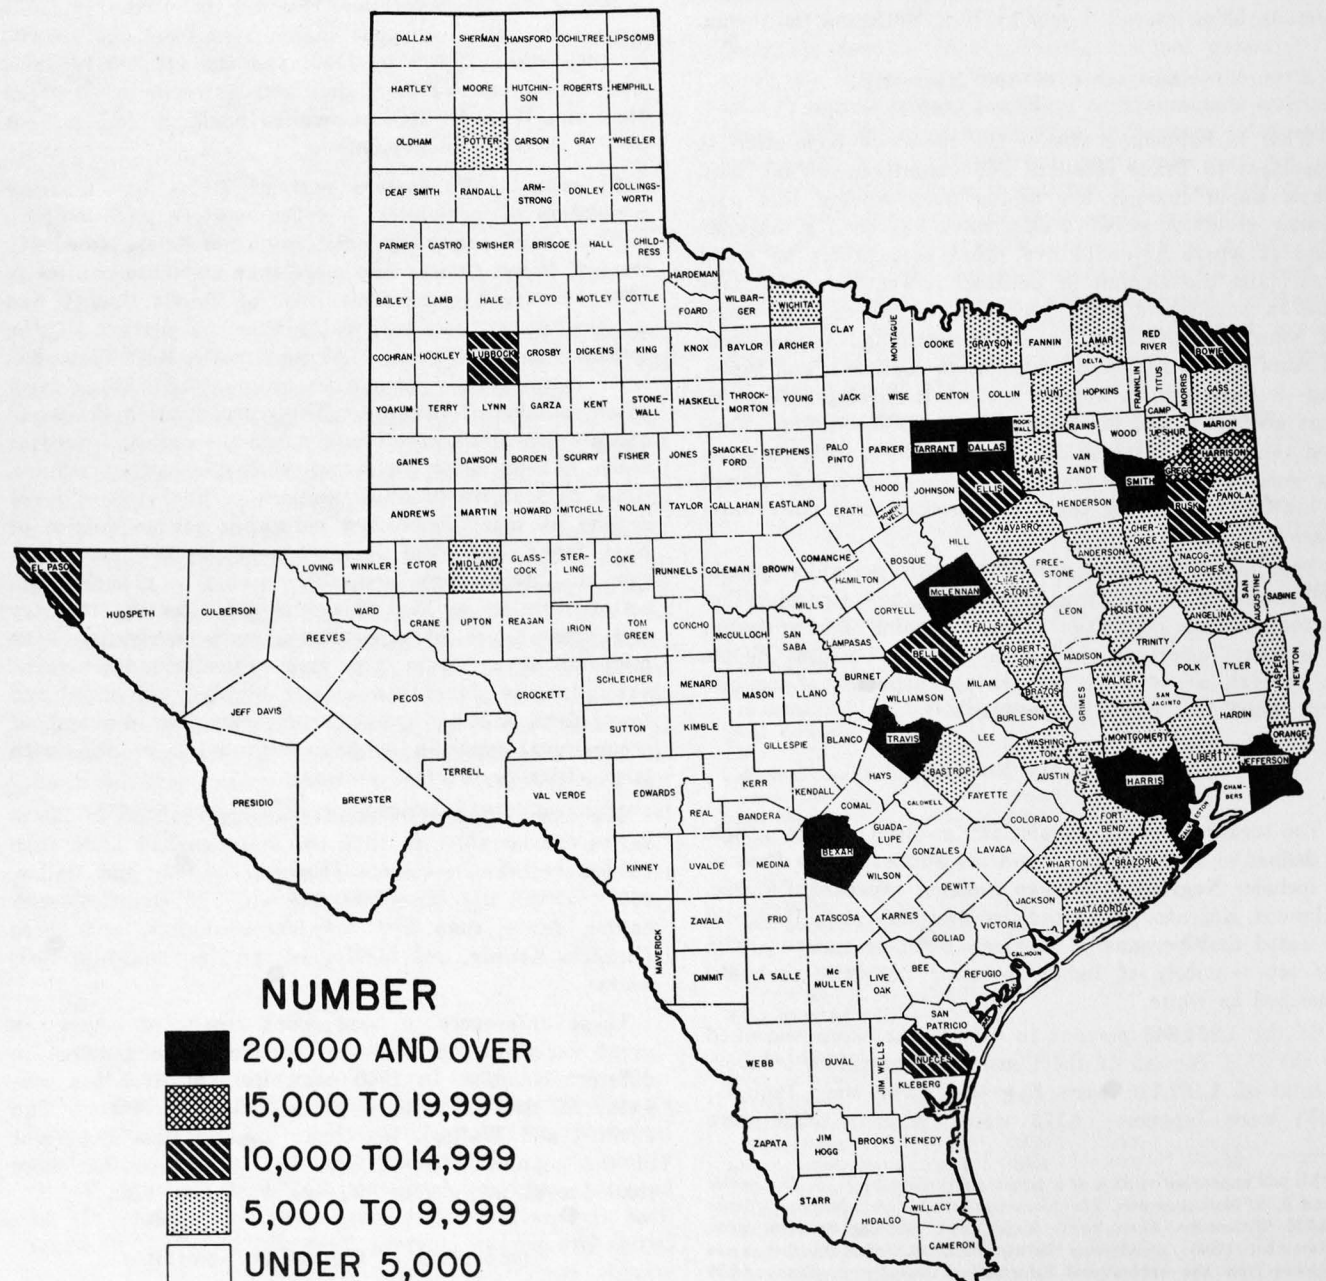 DALLAM SHERMAN HANSFORD OCHILTREE LIPSCOMB
HARTLEY MOORE HUTCHIN-SON ROBERTS HEMPHILL
OLDHAM POTTER CARSON GRAY WHEELER
DEAF SMITH RANDALL ARM-STRONG DONLEY COLLINGS-WORTH
PARMER CASTRO SWISHER BRISCOE HALL CHILD-RESS
HARDEMAN
BAILEY LAMB HALE FLOYD MOTLEY COTTLE FOARD WILBAR-GER WICHITA
COCHRAN HOCKLEY LUBBOCK CROSBY DICKENS KING KNOX BAYLOR ARCHER CLAY MONTAGUE COOKE GRAYSON FANNIN LAMAR RED RIVER BOWIE
DELTA
YOAKUM TERRY LYNN GARZA KENT STONE-WALL HASKELL THROCK-MORTON YOUNG JACK WISE DENTON COLLIN HUNT HOPKINS FRANKLIN TITUS MORRIS CASS
CAMP
ROCK-WALL RAINS WOOD UPSHUR MARION
GAINES DAWSON BORDEN SCURRY FISHER JONES SHACKEL-FORD STEPHENS PALO PINTO PARKER TARRANT DALLAS KAUF-MAN VAN ZANDT SMITH GREGG HARRISON
ANDREWS MARTIN HOWARD MITCHELL NOLAN TAYLOR CALLAHAN EASTLAND ERATH HOOD JOHNSON ELLIS HENDERSON RUSK PANOLA
SOMER-VELL HILL NAVARRO CHER-OKEE
EL PASO HUDSPETH CULBERSON LOVING WINKLER ECTOR MIDLAND GLASS-COCK STER-LING COKE RUNNELS COLEMAN BROWN COMANCHE BOSQUE FREE-STONE ANDERSON NACOG-DOCHES SHELBY
HAMILTON McLENNAN LIME-STONE SAN AUGUSTINE SABINE
REEVES WARD CRANE UPTON REAGAN IRION TOM GREEN CONCHO McCULLOCH MILLS SAN SABA CORYELL FALLS LEON HOUSTON ANGELINA
LAMPASAS BELL ROBERT-SON MADISON TRINITY POLK TYLER JASPER NEWTON
JEFF DAVIS PECOS CROCKETT SCHLEICHER MENARD MASON LLANO BURNET WILLIAMSON MILAM BRAZOS GRIMES WALKER SAN JACINTO HARDIN
SUTTON KIMBLE GILLESPIE BLANCO TRAVIS LEE BURLESON WASHING-TON MONTGOMERY LIBERTY ORANGE
PRESIDIO BREWSTER TERRELL VAL VERDE EDWARDS KERR KENDALL HAYS BASTROP FAYETTE AUSTIN WALLER HARRIS CHAM-BERS JEFFERSON
REAL BANDERA COMAL CALDWELL COLORADO FORT BEND GALVESTON
KINNEY UVALDE MEDINA BEXAR GUADA-LUPE GONZALES LAVACA WHARTON BRAZORIA
WILSON DEWITT JACKSON MATAGORDA
MAVERICK ZAVALA FRIO ATASCOSA KARNES GOLIAD VICTORIA CALHOUN
DIMMIT LA SALLE Mc MULLEN LIVE OAK BEE REFUGIO
SAN PATRICIO
WEBB DUVAL JIM WELLS NUECES
KLEBERG
ZAPATA JIM HOGG BROOKS KENEDY
STARR HIDALGO WILLACY
CAMERON
NUMBER
20,000 AND OVER
15,000 TO 19,999
10,000 TO 14,999
5,000 TO 9,999
UNDER 5,000